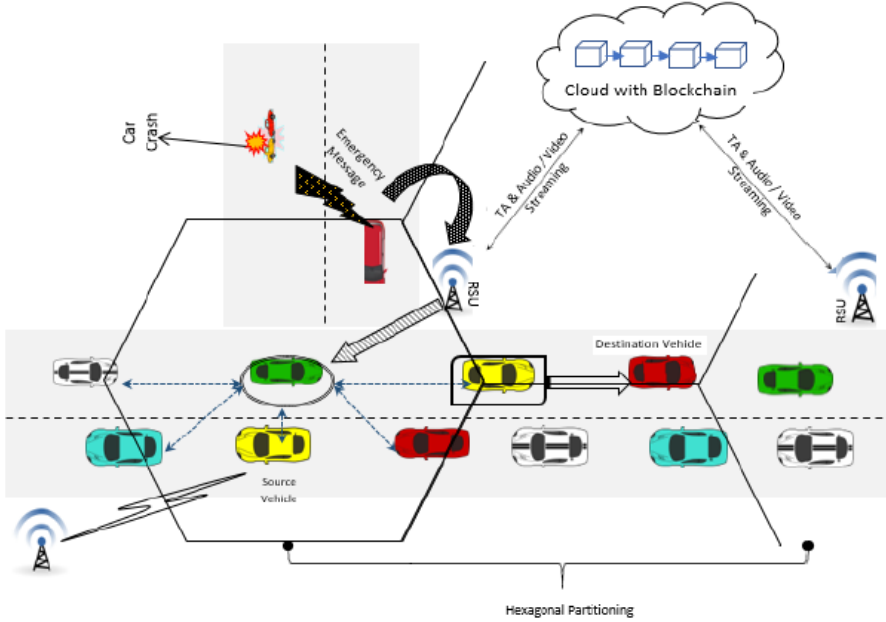 Cloud with Blockchain
Car
Crash
Emergency
Message
TA & Audio / Video
Streaming
TA & Audio / Video
Streaming
RSU
RSU
Destination Vehicle
Source
Vehicle
Hexagonal Partitioning